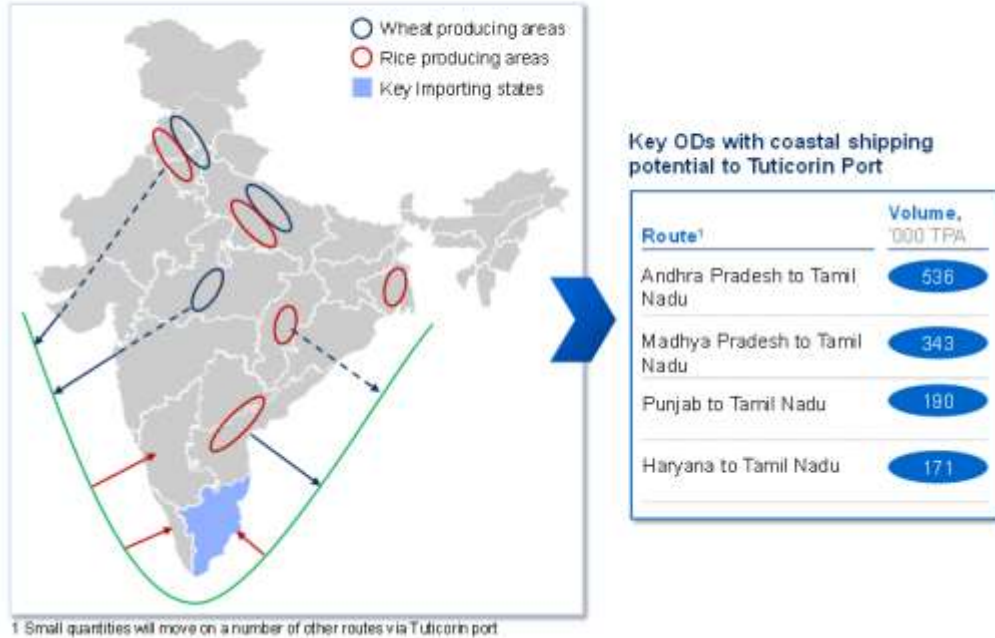 Wheat producing areas
Rice producing areas
Key Importing states
Key ODs with coastal shipping
potential to Tuticorin Port
Route¹
Volume,
'000 TPA
Andhra Pradesh to Tamil
Nadu
536
Madhya Pradesh to Tamil
Nadu
343
Punjab to Tamil Nadu
190
Haryana to Tamil Nadu
171
1 Small quantities will move on a number of other routes via Tuticorin port